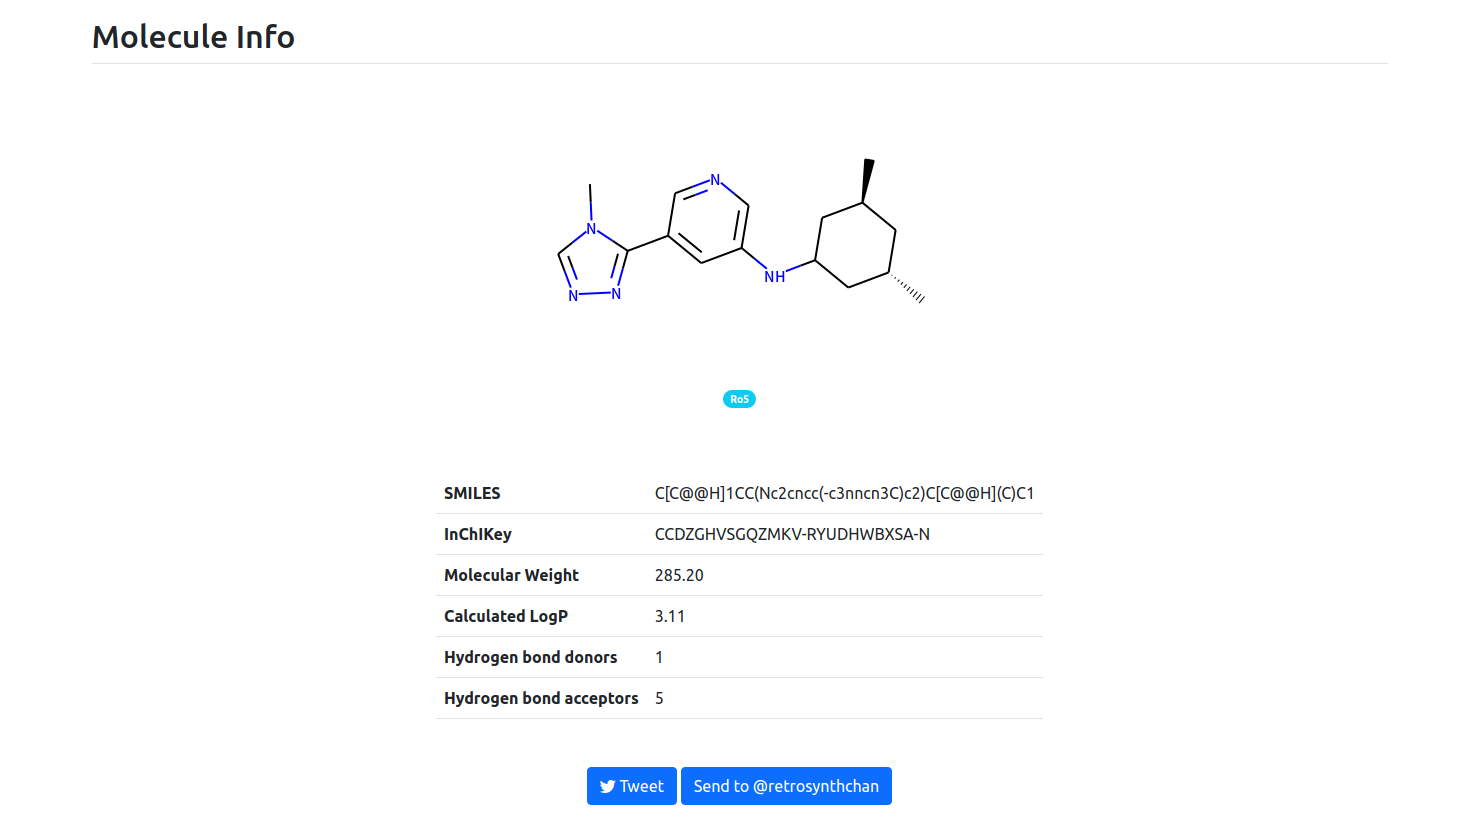 Molecule Info
N
N
N
N
NH
Ro5
SMILES C[C@@H]1CC(Nc2cncc(-c3nncn3C)c2)C[C@@H](C)C1
InChIKey CCDZGHVSGQZMKV-RYUDHWBXSA-N
Molecular Weight 285.20
Calculated LogP 3.11
Hydrogen bond donors 1
Hydrogen bond acceptors 5
Tweet
Send to @retrosynthchan